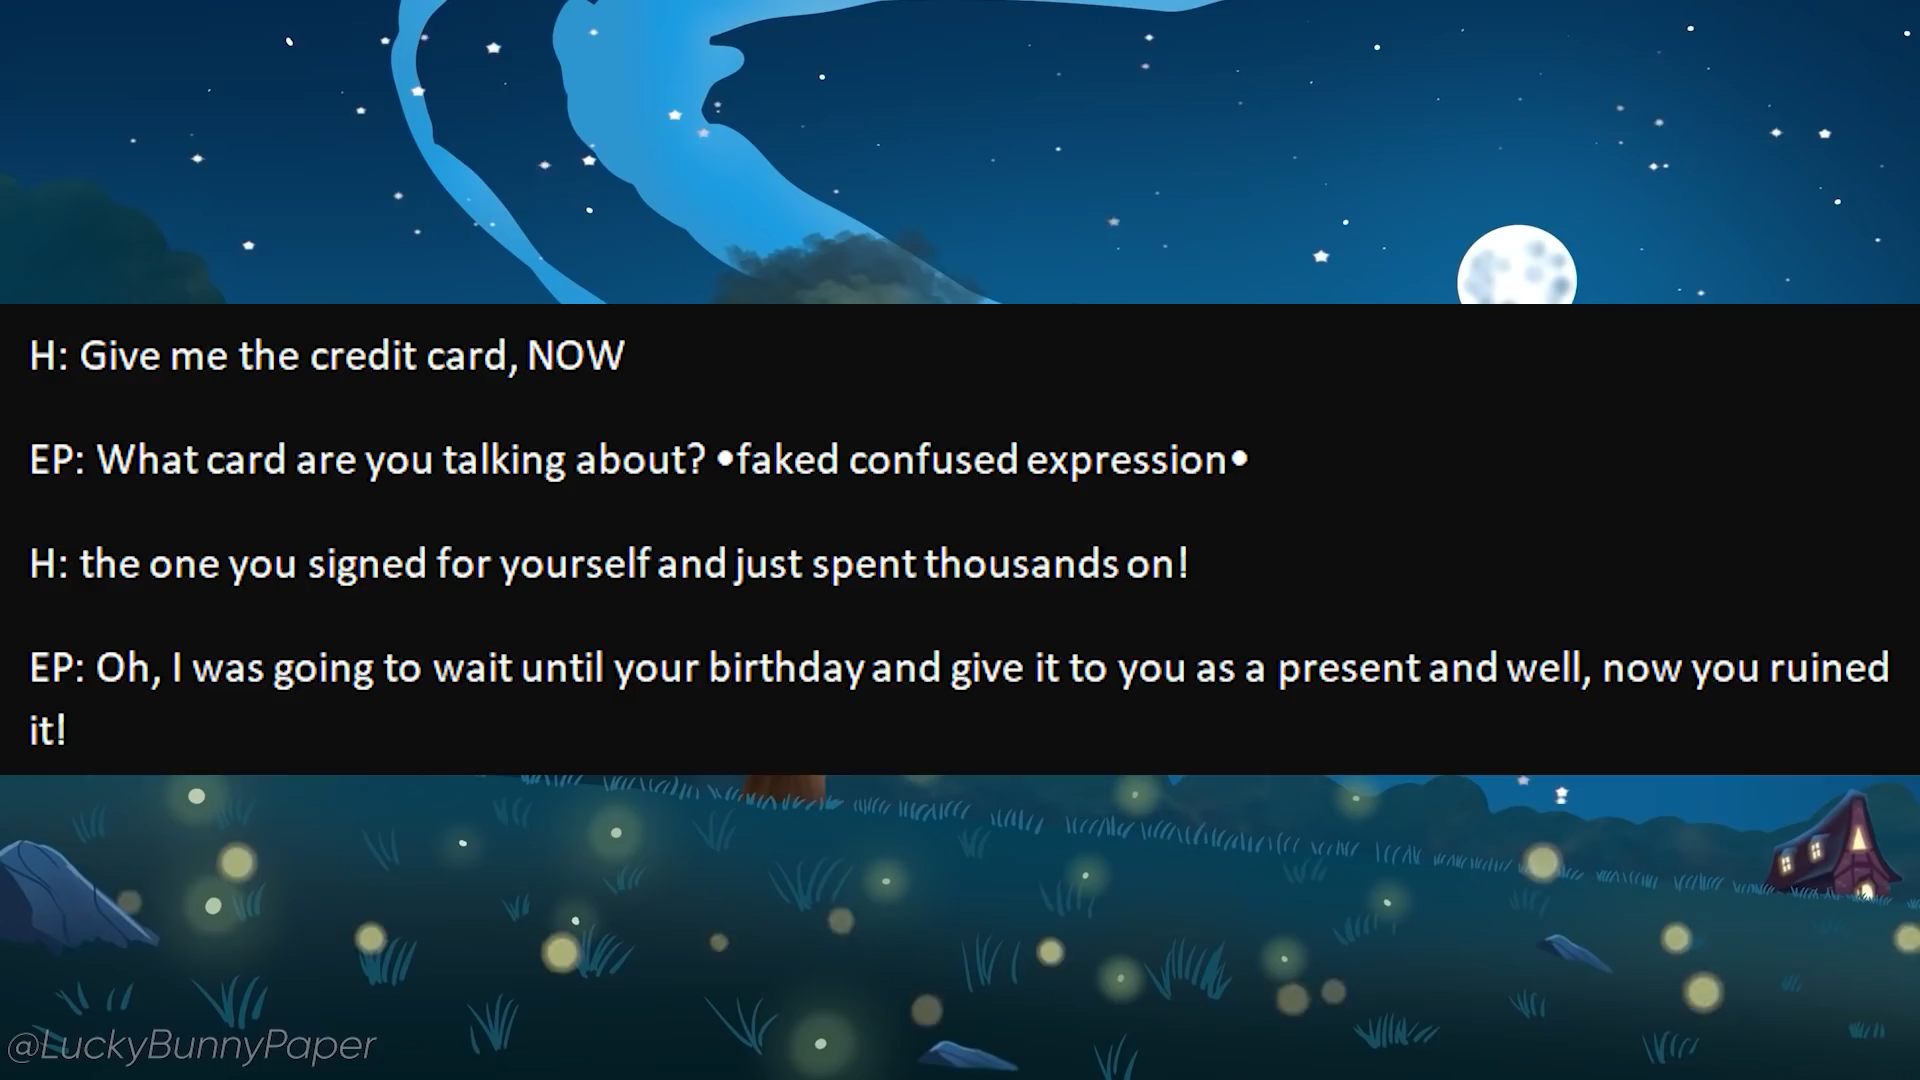 H: Give me the credit card, NOW
EP: What card are you talking about? •faked confused expression•
H: the one you signed for yourself and just spent thousands on!
EP: Oh, I was going to wait until your birthday and give it to you as a present and well, now you ruined
it!
@LuckyBunnyPaper